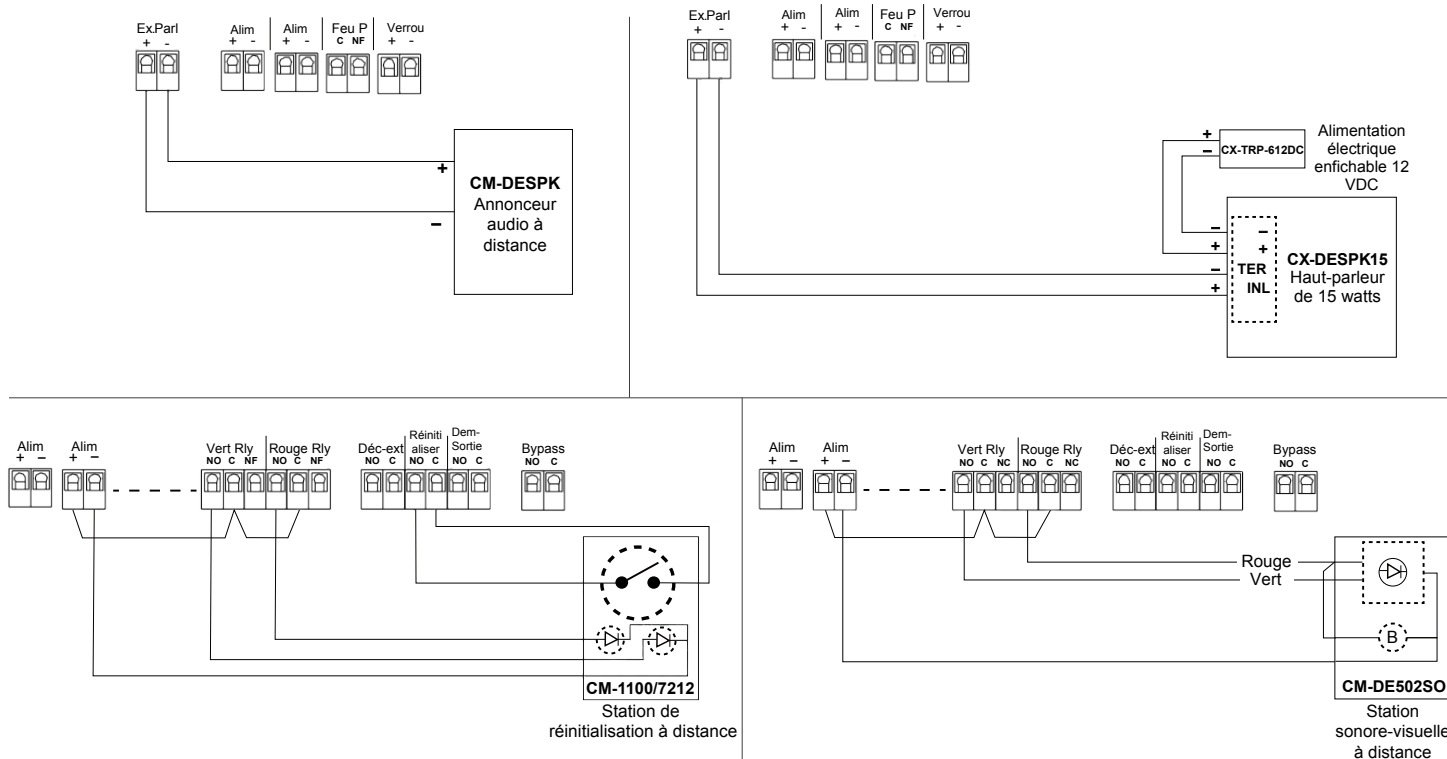 Ex.Parl Alim Alim Feu P Verrou
+ - + - + - C NF + -
+
−
CM-DESPK
Annonceur
audio à
distance
Ex.Parl Alim Alim Feu P Verrou
+ - + - + - C NF + -
+
−
CX-TRP-612DC
Alimentation
électrique
enfichable 12
VDC
− −
+ +
− TER
+ INL
CX-DESPK15
Haut-parleur
de 15 watts
Alim Alim Vert Rly Rouge Rly Déc-ext Réiniti aliser Dem-Sortie Bypass
+ − + − NO C NF NO C NF NO C NO C NO C NO C
CM-1100/7212
Station de
réinitialisation à distance
Alim Alim Vert Rly Rouge Rly Déc-ext Réiniti aliser Dem-Sortie Bypass
+ − + − NO C NC NO C NC NO C NO C NO C NO C
Rouge
Vert
B
CM-DE502SO
Station
sonore-visuelle
à distance